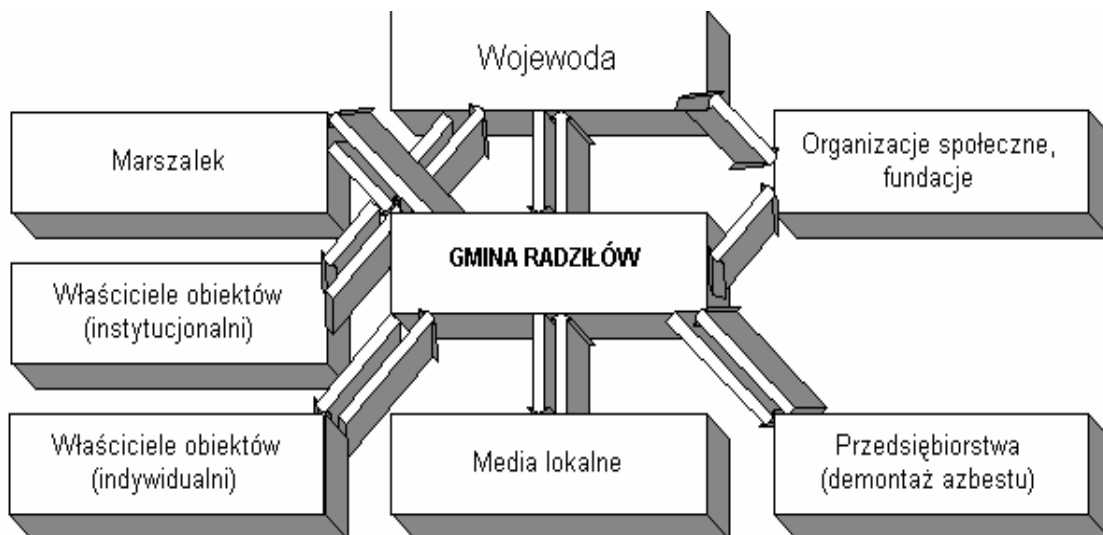 Wojewoda
Marszalek
Organizacje społeczne,
fundacje
GMINA RADZIŁÓW
Właściciele obiektów
(instytucjonalni)
Właściciele obiektów
(indywidualni)
Media lokalne
Przedsiębiorstwa
(demontaż azbestu)